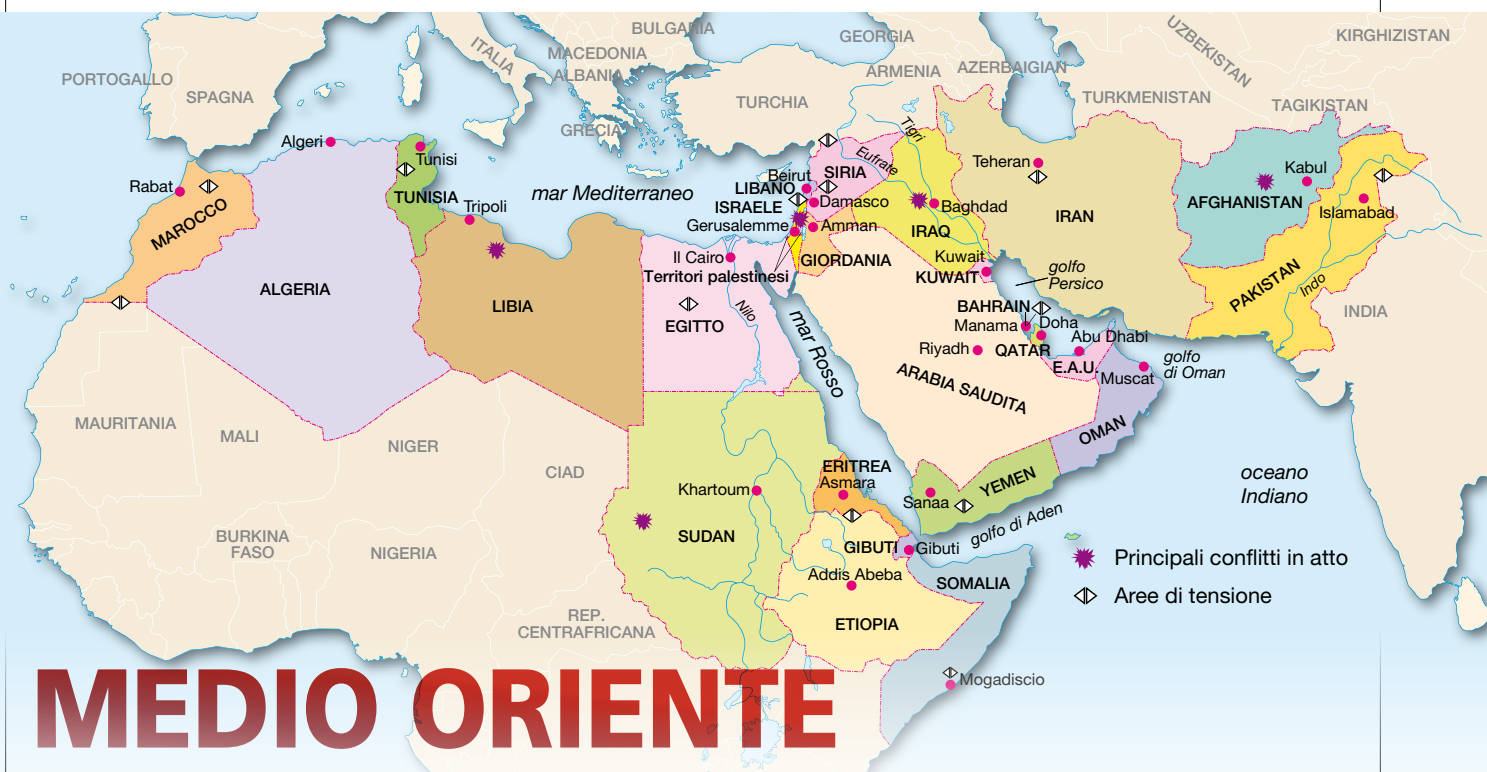 BULGARIA
GEORGIA
UZBEKISTAN
KIRGHIZISTAN
ITALIA
MACEDONIA
ALBANIA
PORTOGALLO
SPAGNA
ARMENIA
AZERBAIGIAN
TURCHIA
TURKMENISTAN
TAGIKISTAN
GRECIA
Algeri
Tunisi
Tigri
Eufrate
Teheran
Kabul
Rabat
mar Mediterraneo
Beirut
SIRIA
LIBANO
TUNISIA
ISRAELE
Damasco
Baghdad
AFGHANISTAN
Islamabad
Tripoli
MAROCCO
Gerusalemme
Amman
IRAQ
IRAN
Il Cairo
GIORDANIA
Kuwait
KUWAIT
golfo
Persico
Territori palestinesi
ALGERIA
LIBIA
Nilo
EGITTO
mar Rosso
BAHRAIN
Manama
Doha
Riyadh
QATAR
Abu Dhabi
E.A.U.
Muscat
golfo
di Oman
PAKISTAN
Indo
INDIA
ARABIA SAUDITA
OMAN
MAURITANIA
MALI
NIGER
CIAD
ERITREA
Asmara
Khartoum
Sanaa
YEMEN
golfo di Aden
oceano
Indiano
BURKINA
FASO
NIGERIA
SUDAN
GIBUTI
Gibuti
Addis Abeba
SOMALIA
ETIOPIA
REP.
CENTRAFRICANA
Mogadiscio
Principali conflitti in atto
Aree di tensione
MEDIO ORIENTE